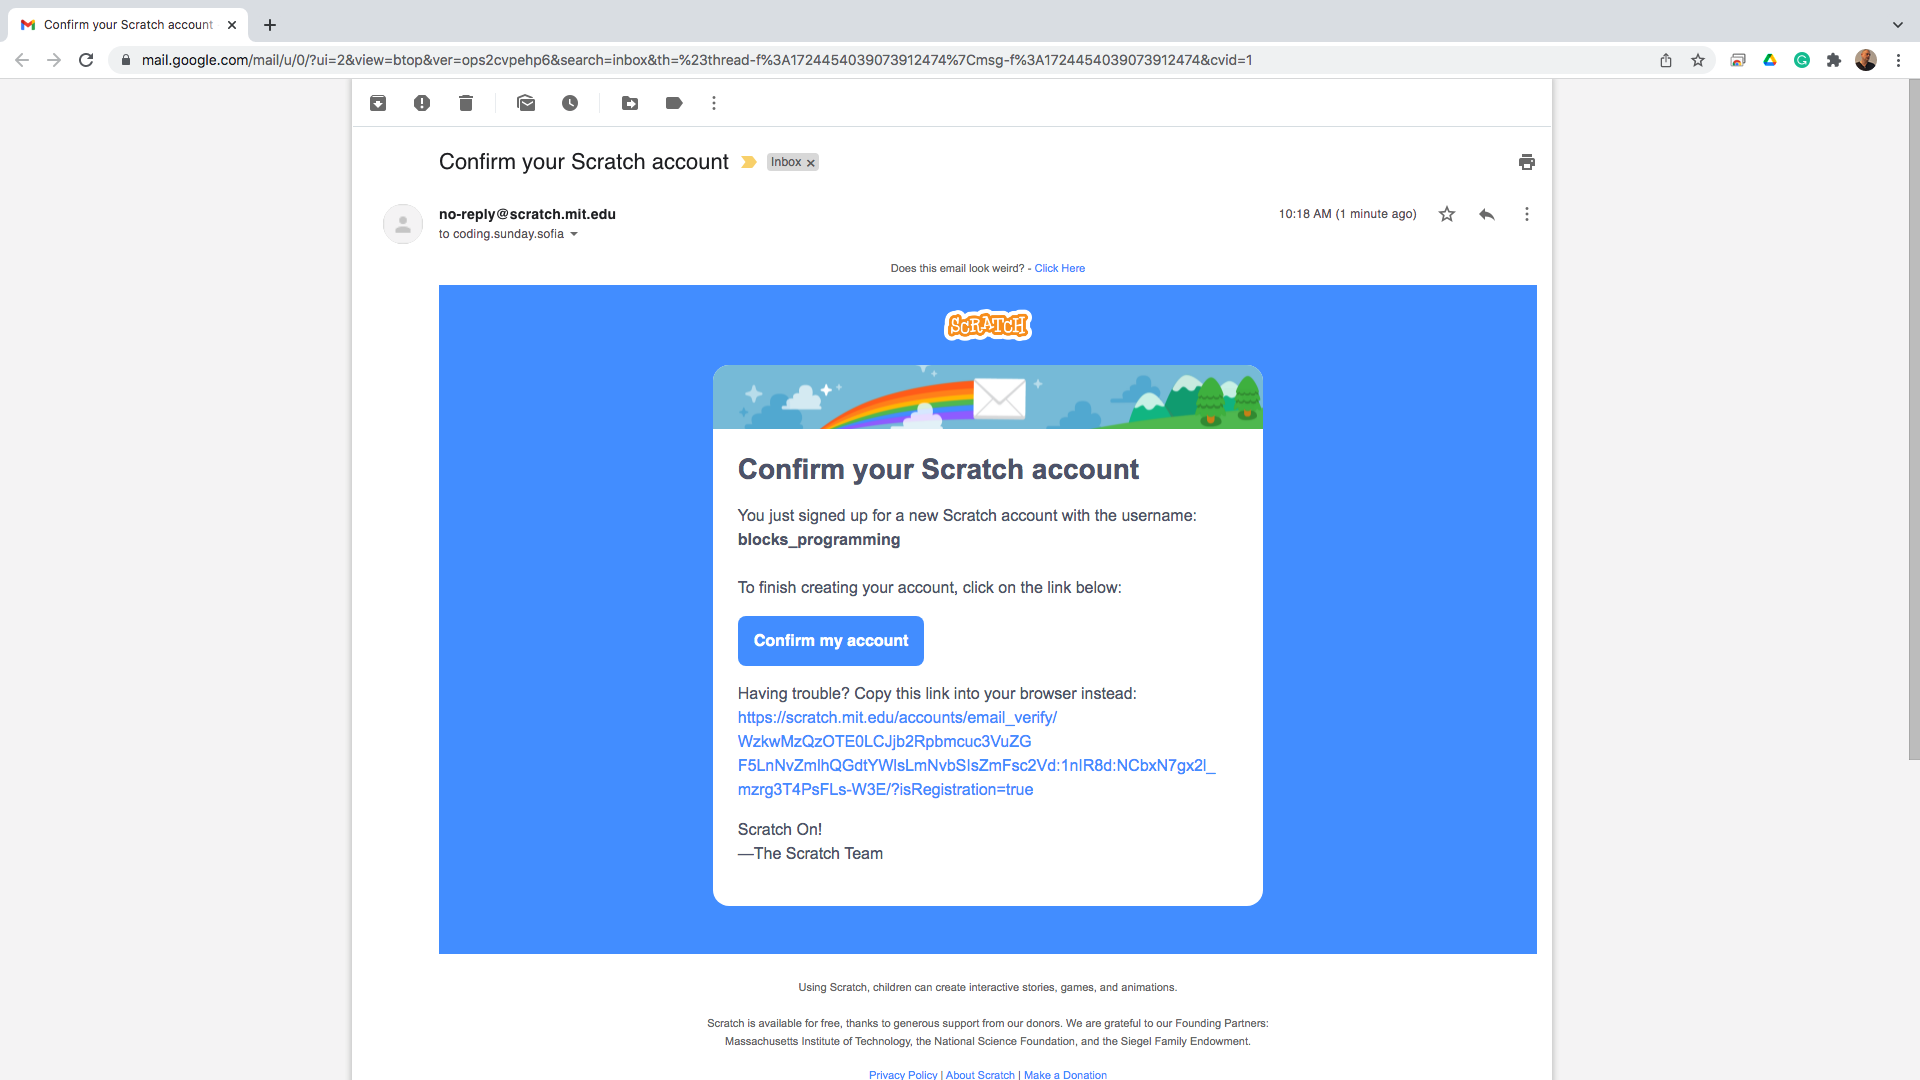 Confirm your Scratch account
mail.google.com/mail/u/0/?ui=2&view=btop&ver=ops2cvpehp6&search=inbox&th=%23thread-f%3A1724454039073912474%7Cmsg-f%3A1724454039073912474&cvid=1
Confirm your Scratch account Inbox
no-reply@scratch.mit.edu 10:18 AM (1 minute ago)
to coding.sunday.sofia
Does this email look weird? - Click Here
SCRATCH
Confirm your Scratch account
You just signed up for a new Scratch account with the username:
blocks_programming
To finish creating your account, click on the link below:
Confirm my account
Having trouble? Copy this link into your browser instead:
https://scratch.mit.edu/accounts/email_verify/
WzkwMzQzOTE0LCJjb2Rpbmcuc3VuZG
F5LnNvZmlhQGdtYWlsLmNvbSIsZmFsc2Vd:1nIR8d:NCbxN7gx2l_
mzrg3T4PsFLs-W3E/?isRegistration=true
Scratch On!
—The Scratch Team
Using Scratch, children can create interactive stories, games, and animations.
Scratch is available for free, thanks to generous support from our donors. We are grateful to our Founding Partners:
Massachusetts Institute of Technology, the National Science Foundation, and the Siegel Family Endowment.
Privacy Policy | About Scratch | Make a Donation